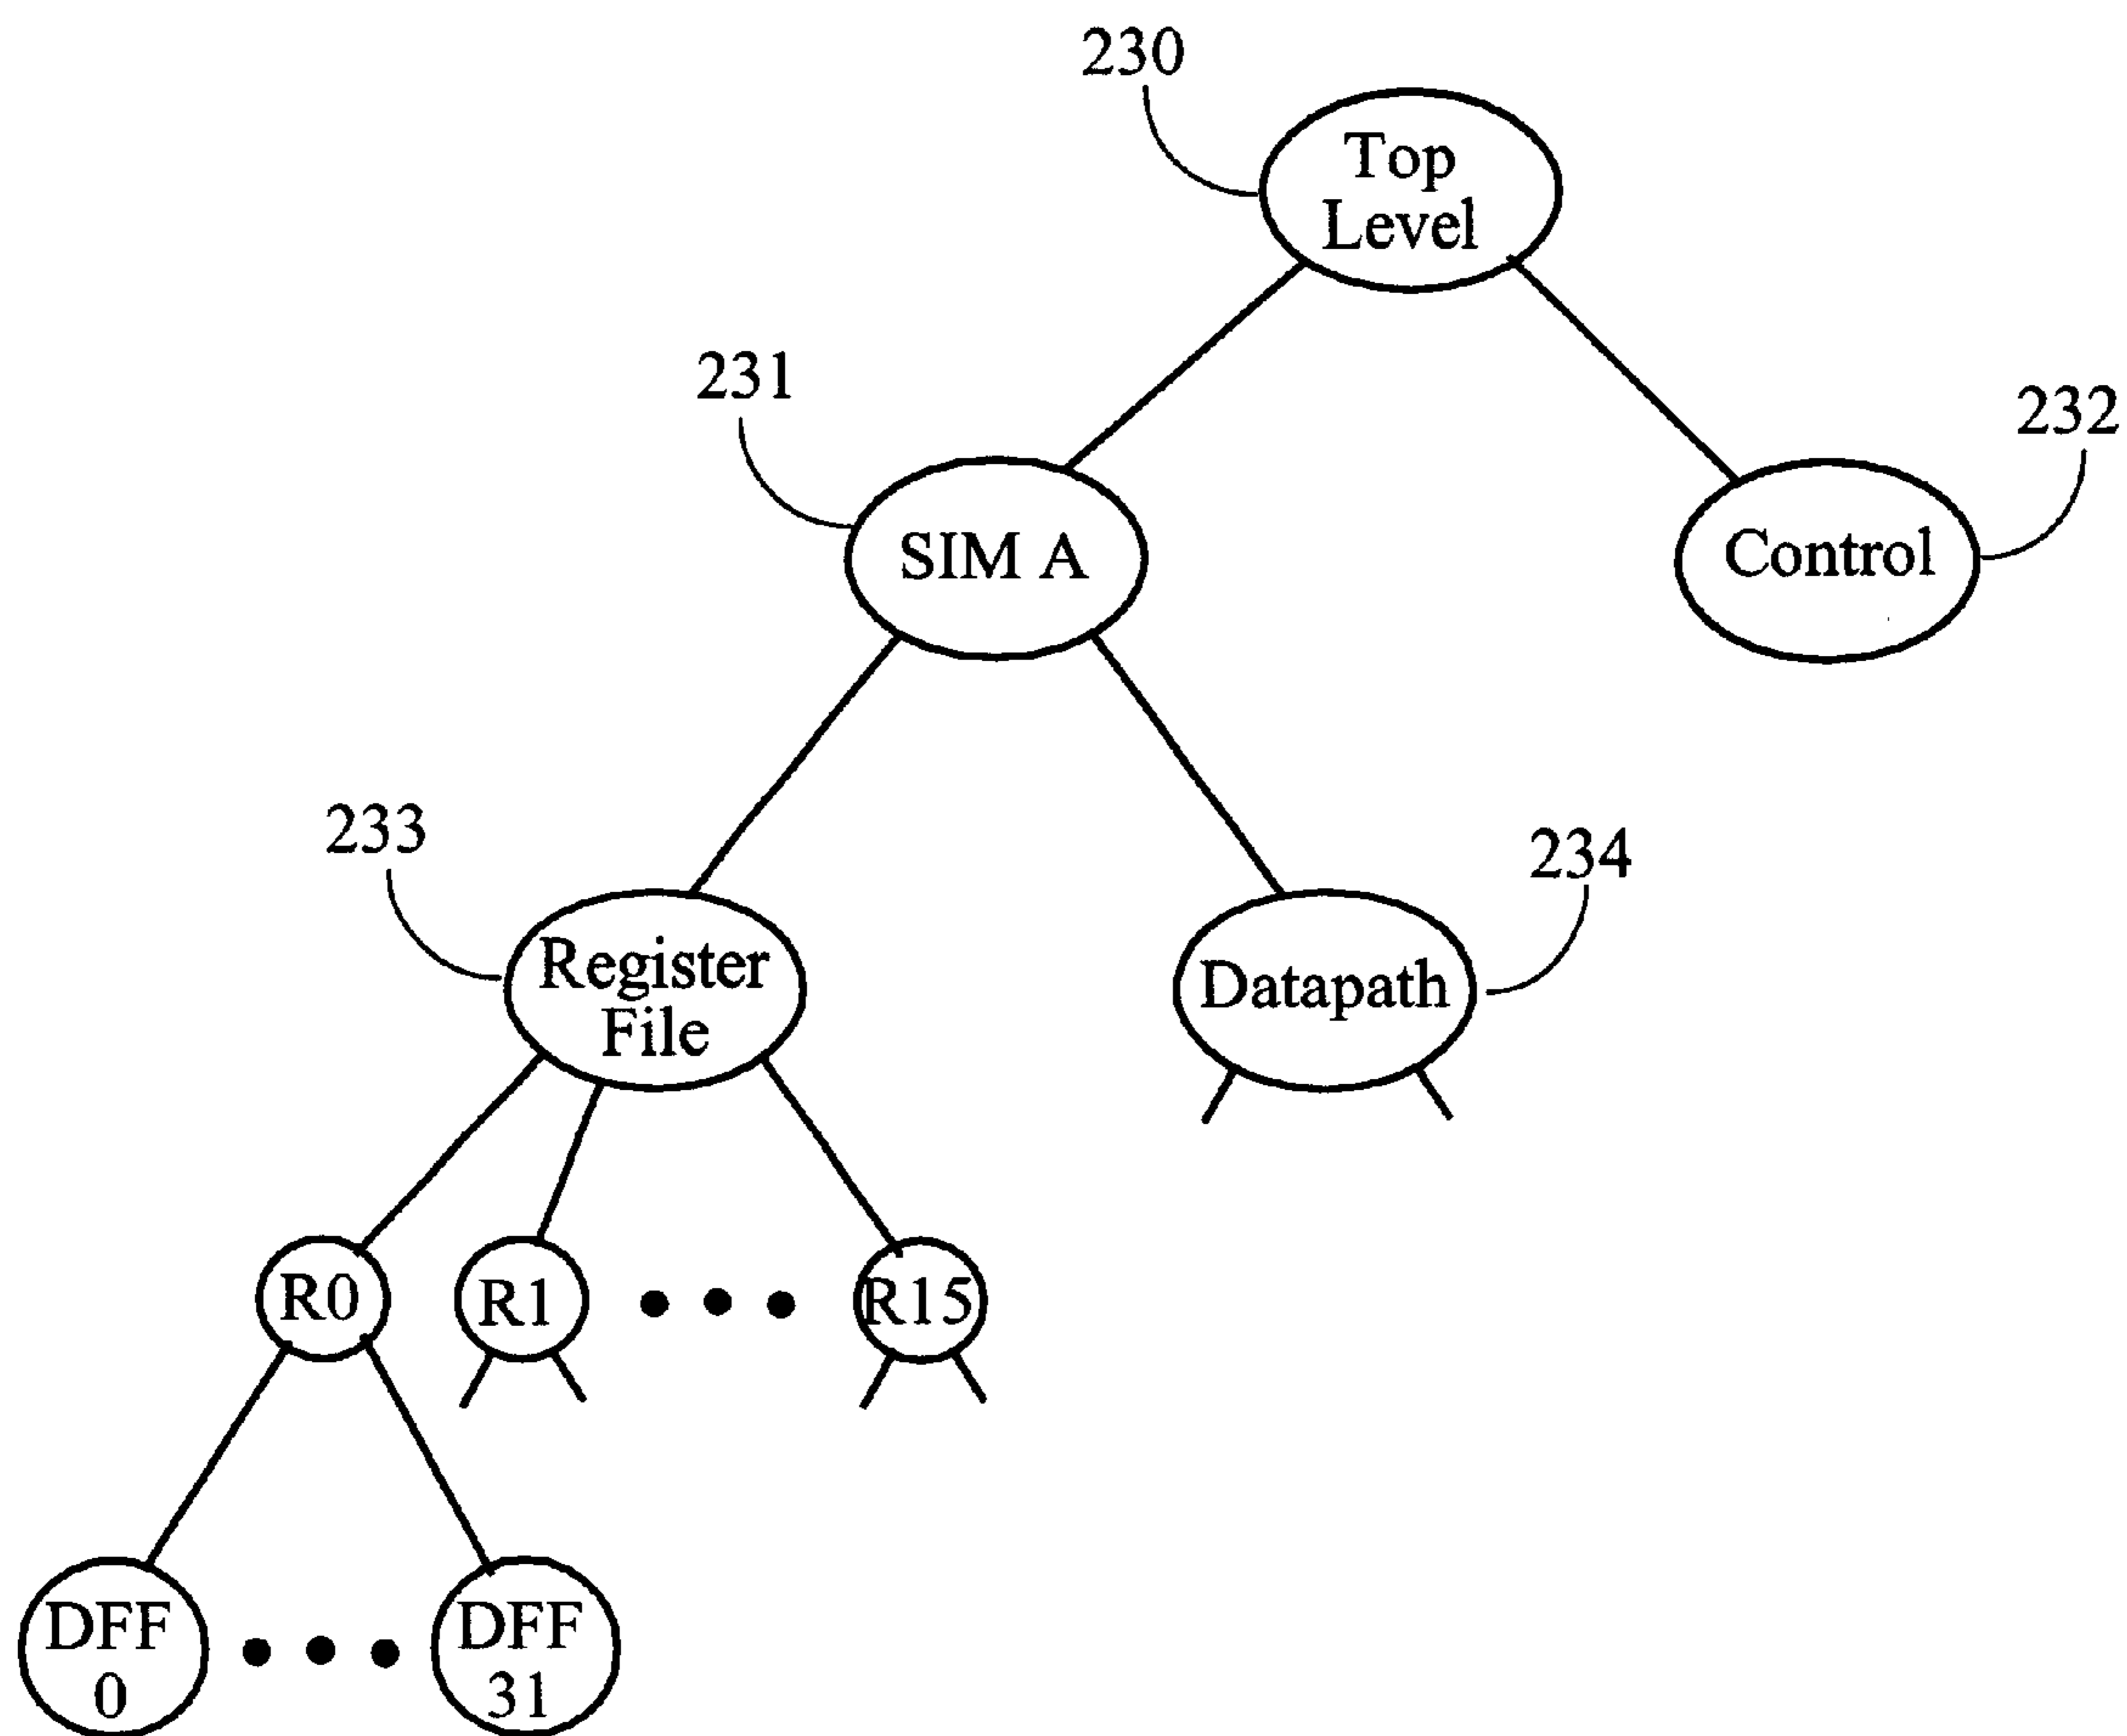 230
Top
Level
231
232
SIM A
Control
233
234
Register
File
Datapath
R0
R1
R15
DFF
0
DFF
31